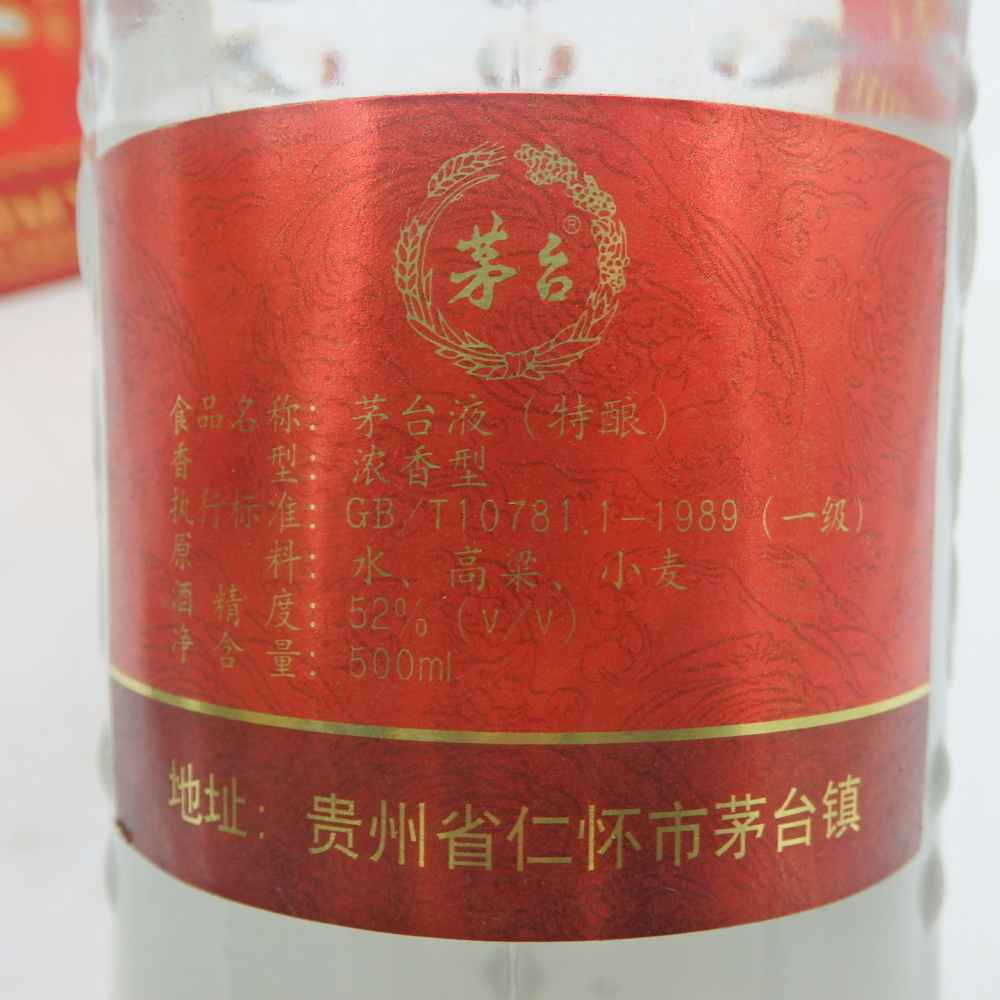 茅台®
食品名称：茅台液（特酿）
香型：浓香型
执行标准：GB/T10781.1-1989（一级）
原料：水、高粱、小麦
酒精度：52%（v/v）
净含量：500ml
地址：贵州省仁怀市茅台镇